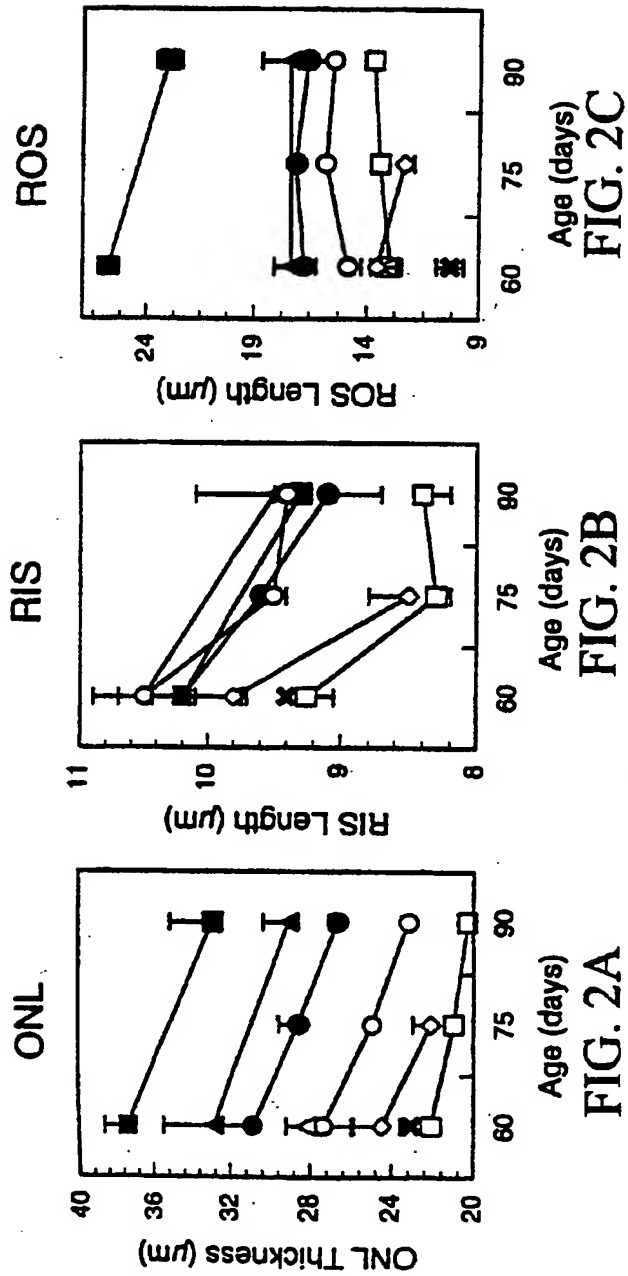 ONL
ONL Thickness (μm)
40
36
32
28
24
20
60
75
90
Age (days)
FIG. 2A
RIS
RIS Length (μm)
11
10
9
8
60
75
90
Age (days)
FIG. 2B
ROS
ROS Length (μm)
24
19
14
9
60
75
90
Age (days)
FIG. 2C